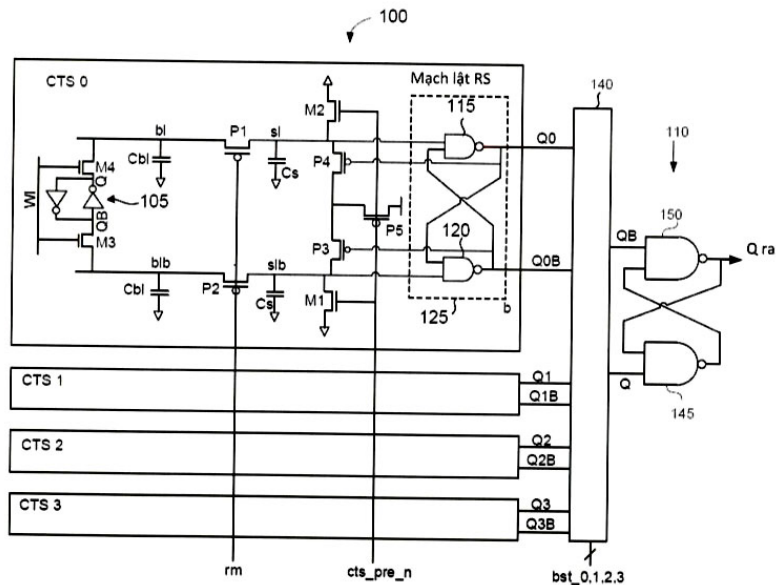 100
CTS 0
Mạch lật RS
140
M2
115
bl
P1
sl
Q0
110
Cbl
Cs
P4
M4
Q
Wl
105
150
QB
P5
QB
Q ra
M3
120
P3
blb
slb
Q0B
Cbl
P2
Cs
M1
125
b
Q
CTS 1
Q1
Q1B
145
CTS 2
Q2
Q2B
CTS 3
Q3
Q3B
rm
cts_pre_n
bst_0,1,2,3